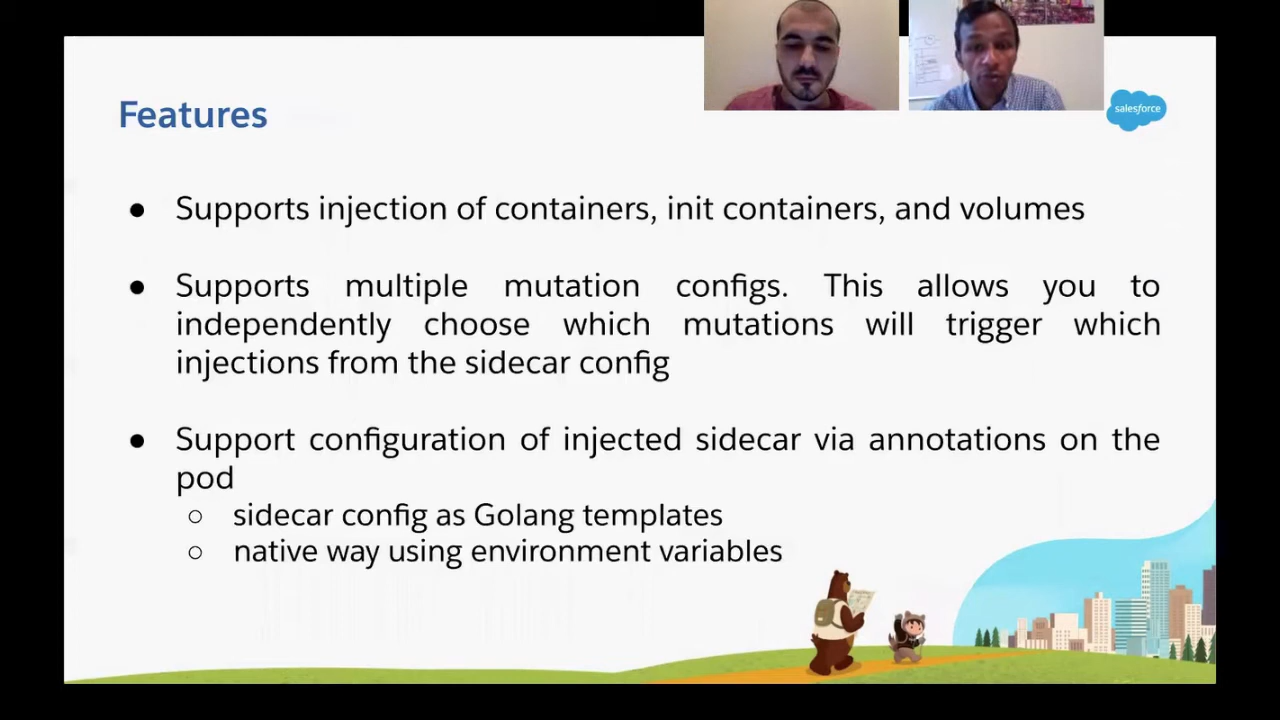 Features
salesforce
● Supports injection of containers, init containers, and volumes
● Supports multiple mutation configs. This allows you to
independently choose which mutations will trigger which
injections from the sidecar config
● Support configuration of injected sidecar via annotations on the
pod
○ sidecar config as Golang templates
○ native way using environment variables